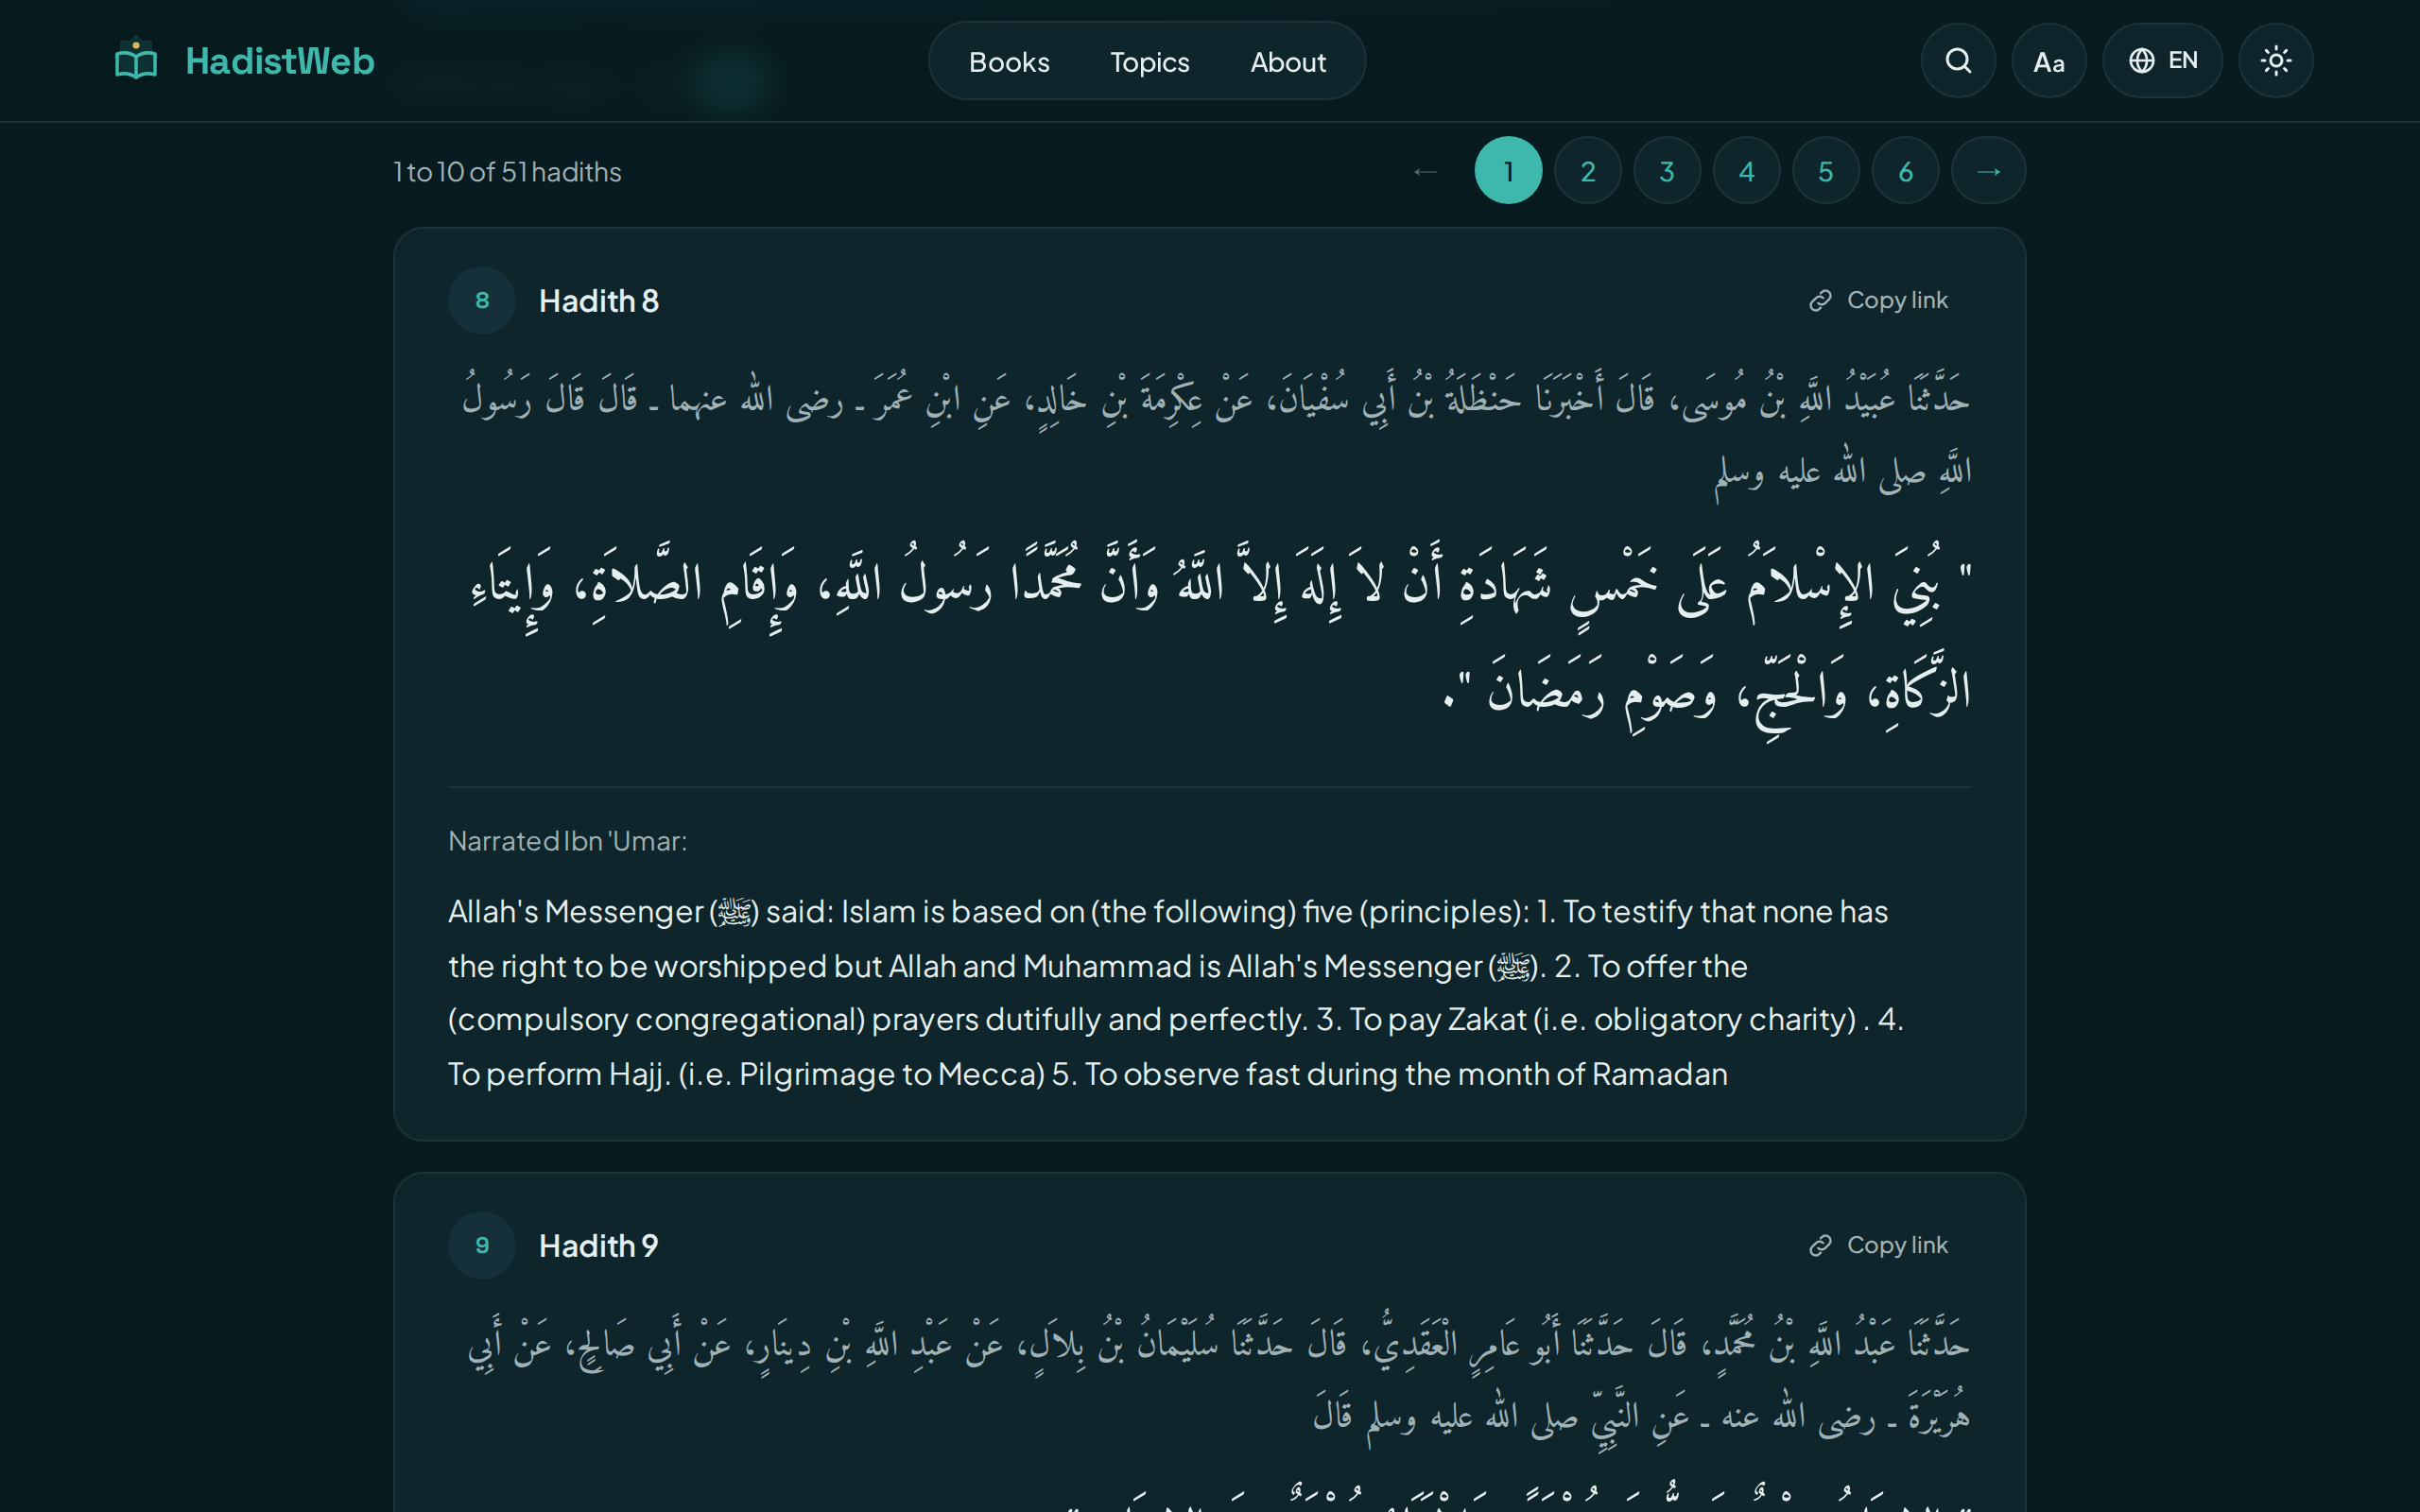 HadistWeb
Books Topics About
Aa EN
1 to 10 of 51 hadiths
← 1 2 3 4 5 6 →
8 Hadith 8 Copy link
حَدَّثَنَا عُبَيْدُ اللَّهِ بْنُ مُوسَى، قَالَ أَخْبَرَنَا حَنْظَلَةُ بْنُ أَبِي سُفْيَانَ، عَنْ عِكْرِمَةَ بْنِ خَالِدٍ، عَنِ ابْنِ عُمَرَ ـ رضى الله عنهما ـ قَالَ قَالَ رَسُولُ
اللَّهِ صلى الله عليه وسلم
" بُنِيَ الإِسْلاَمُ عَلَى خَمْسٍ شَهَادَةِ أَنْ لاَ إِلَهَ إِلاَّ اللَّهُ وَأَنَّ مُحَمَّدًا رَسُولُ اللَّهِ، وَإِقَامِ الصَّلاَةِ، وَإِيتَاءِ
الزَّكَاةِ، وَالْحَجِّ، وَصَوْمِ رَمَضَانَ ".
Narrated Ibn 'Umar:
Allah's Messenger (ﷺ) said: Islam is based on (the following) five (principles): 1. To testify that none has
the right to be worshipped but Allah and Muhammad is Allah's Messenger (ﷺ). 2. To offer the
(compulsory congregational) prayers dutifully and perfectly. 3. To pay Zakat (i.e. obligatory charity) . 4.
To perform Hajj. (i.e. Pilgrimage to Mecca) 5. To observe fast during the month of Ramadan
9 Hadith 9 Copy link
حَدَّثَنَا عَبْدُ اللَّهِ بْنُ مُحَمَّدٍ، قَالَ حَدَّثَنَا أَبُو عَامِرٍ الْعَقَدِيُّ، قَالَ حَدَّثَنَا سُلَيْمَانُ بْنُ بِلاَلٍ، عَنْ عَبْدِ اللَّهِ بْنِ دِينَارٍ، عَنْ أَبِي صَالِحٍ، عَنْ أَبِي
هُرَيْرَةَ ـ رضى الله عنه ـ عَنِ النَّبِيِّ صلى الله عليه وسلم قَالَ